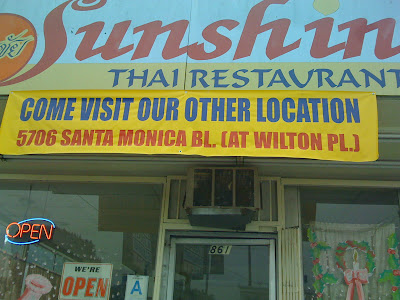 Sunshin
THAI RESTAURANT
COME VISIT OUR OTHER LOCATION
5706 SANTA MONICA BL. (AT WILTON PL.)
861
OPEN
WE'RE
OPEN
A